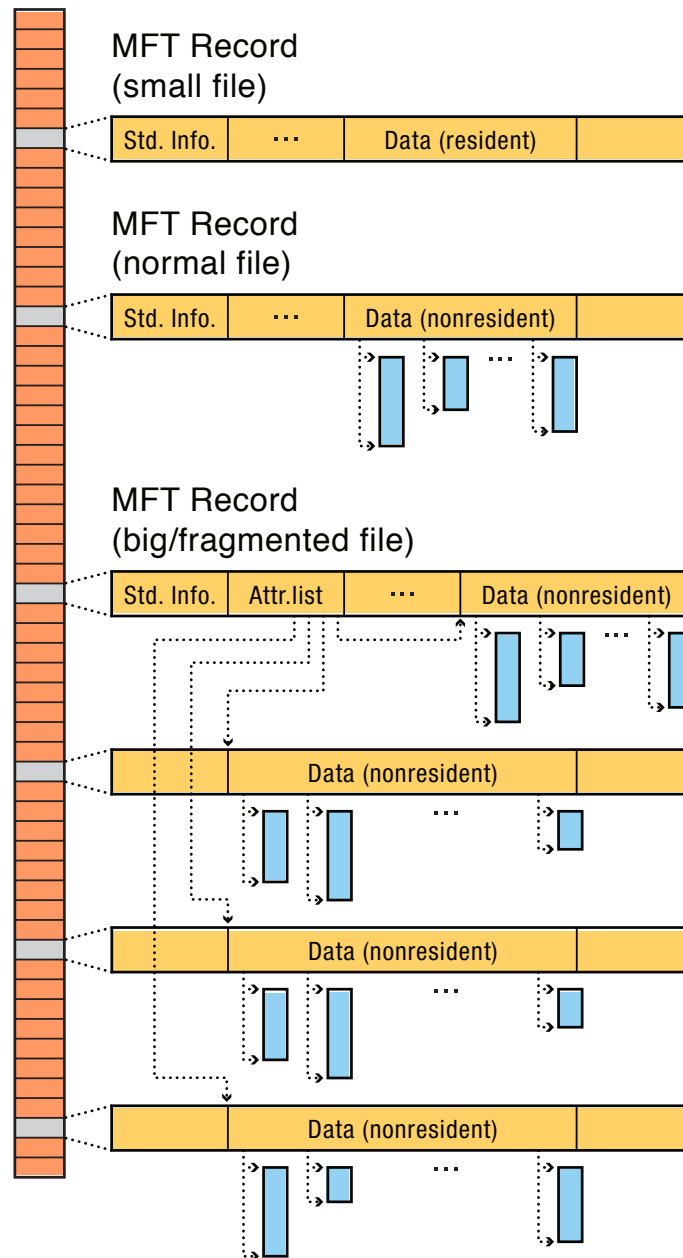 MFT Record
(small file)
Std. Info. ... Data (resident)
MFT Record
(normal file)
Std. Info. ... Data (nonresident)
...
MFT Record
(big/fragmented file)
Std. Info. Attr.list ... Data (nonresident)
...
Data (nonresident)
...
Data (nonresident)
...
Data (nonresident)
...